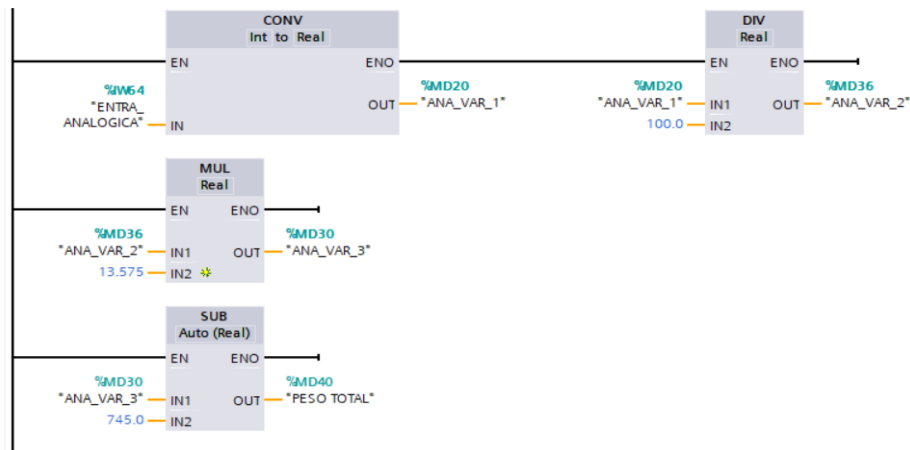 CONV
Int to Real
EN ENO
%IW64
"ENTRA_
ANALOGICA" IN
%MD20
OUT "ANA_VAR_1"
DIV
Real
EN ENO
%MD20 %MD36
"ANA_VAR_1" IN1 OUT "ANA_VAR_2"
100.0 IN2
MUL
Real
EN ENO
%MD36 %MD30
"ANA_VAR_2" IN1 OUT "ANA_VAR_3"
13.575 IN2
SUB
Auto (Real)
EN ENO
%MD30 %MD40
"ANA_VAR_3" IN1 OUT "PESO TOTAL"
745.0 IN2